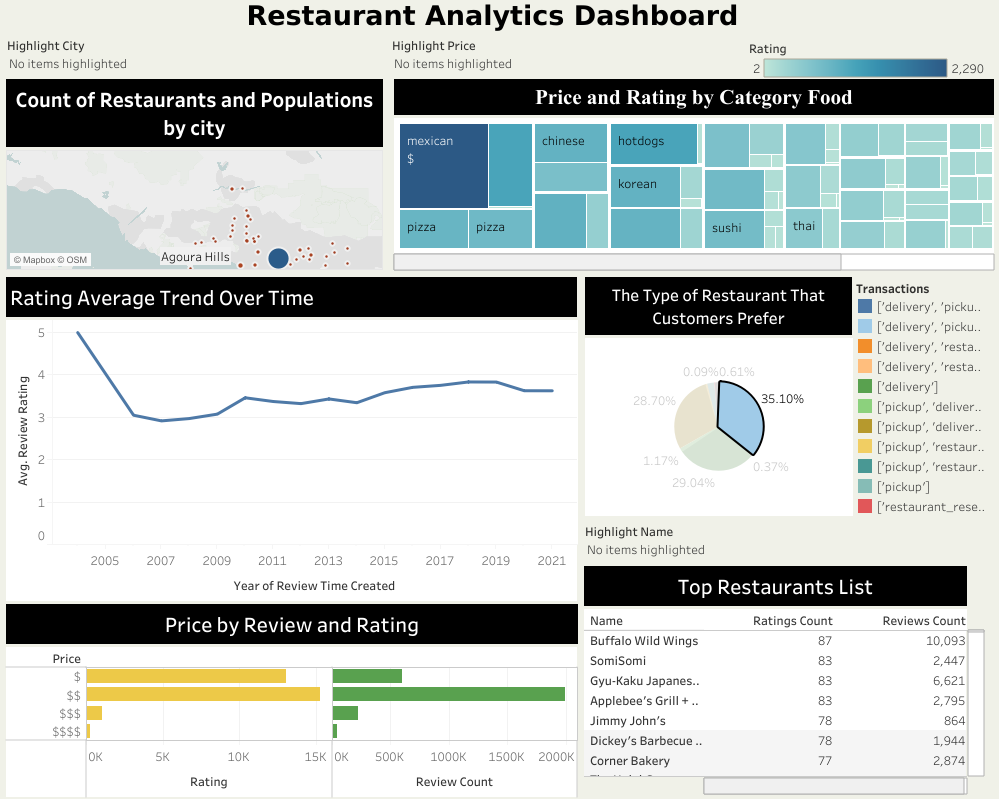 Restaurant Analytics Dashboard
Highlight City
No items highlighted
Highlight Price
No items highlighted
Rating
2
2,290
Count of Restaurants and Populations
by city
© Mapbox © OSM
Agoura Hills
Price and Rating by Category Food
mexican
$
chinese
hotdogs
korean
pizza
pizza
sushi
thai
Rating Average Trend Over Time
Avg. Review Rating
5
4
3
2
1
0
2005 2007 2009 2011 2013 2015 2017 2019 2021
Year of Review Time Created
The Type of Restaurant That
Customers Prefer
0.09% 0.61%
28.70%
35.10%
1.17%
0.37%
29.04%
Transactions
['delivery', 'picku..
['delivery', 'picku..
['delivery', 'resta..
['delivery', 'resta..
['delivery']
['pickup', 'deliver..
['pickup', 'deliver..
['pickup', 'restaur..
['pickup', 'restaur..
['pickup']
['restaurant_rese..
Highlight Name
No items highlighted
Price by Review and Rating
Price
$
$$
$$$
$$$$
0K 5K 10K 15K
Rating
0K 500K 1000K 1500K 2000K
Review Count
Top Restaurants List
Name Ratings Count Reviews Count
Buffalo Wild Wings 87 10,093
SomiSomi 83 2,447
Gyu-Kaku Japanes.. 83 6,621
Applebee's Grill + .. 83 2,795
Jimmy John's 78 864
Dickey's Barbecue .. 78 1,944
Corner Bakery 77 2,874